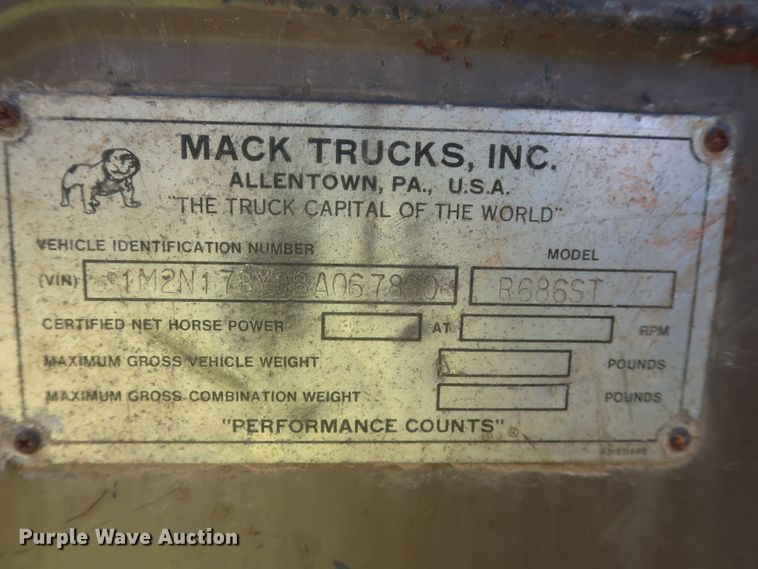 MACK TRUCKS, INC.
ALLENTOWN, PA., U.S.A.
"THE TRUCK CAPITAL OF THE WORLD"
VEHICLE IDENTIFICATION NUMBER MODEL
(VIN) R686ST
CERTIFIED NET HORSE POWER AT RPM
MAXIMUM GROSS VEHICLE WEIGHT POUNDS
MAXIMUM GROSS COMBINATION WEIGHT POUNDS
"PERFORMANCE COUNTS" ®
Purple Wave Auction